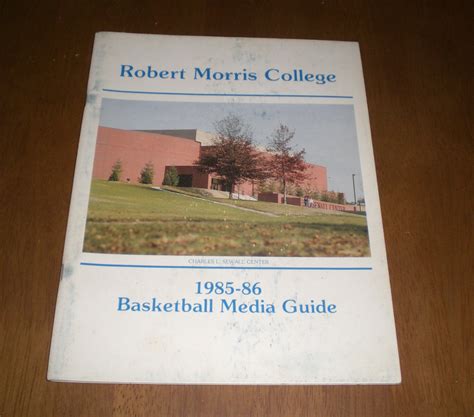 Robert Morris College
CHARLES L. SEWALL CENTER
1985-86
Basketball Media Guide